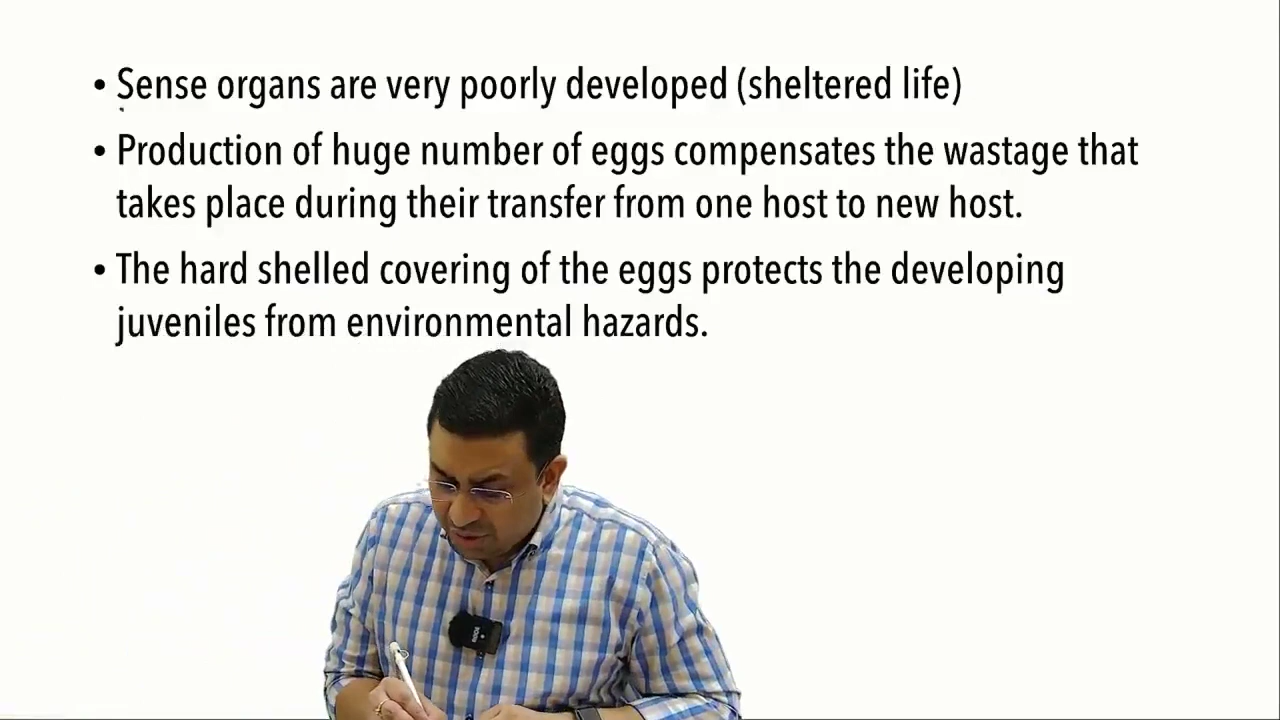 • Sense organs are very poorly developed (sheltered life)
• Production of huge number of eggs compensates the wastage that
takes place during their transfer from one host to new host.
• The hard shelled covering of the eggs protects the developing
juveniles from environmental hazards.